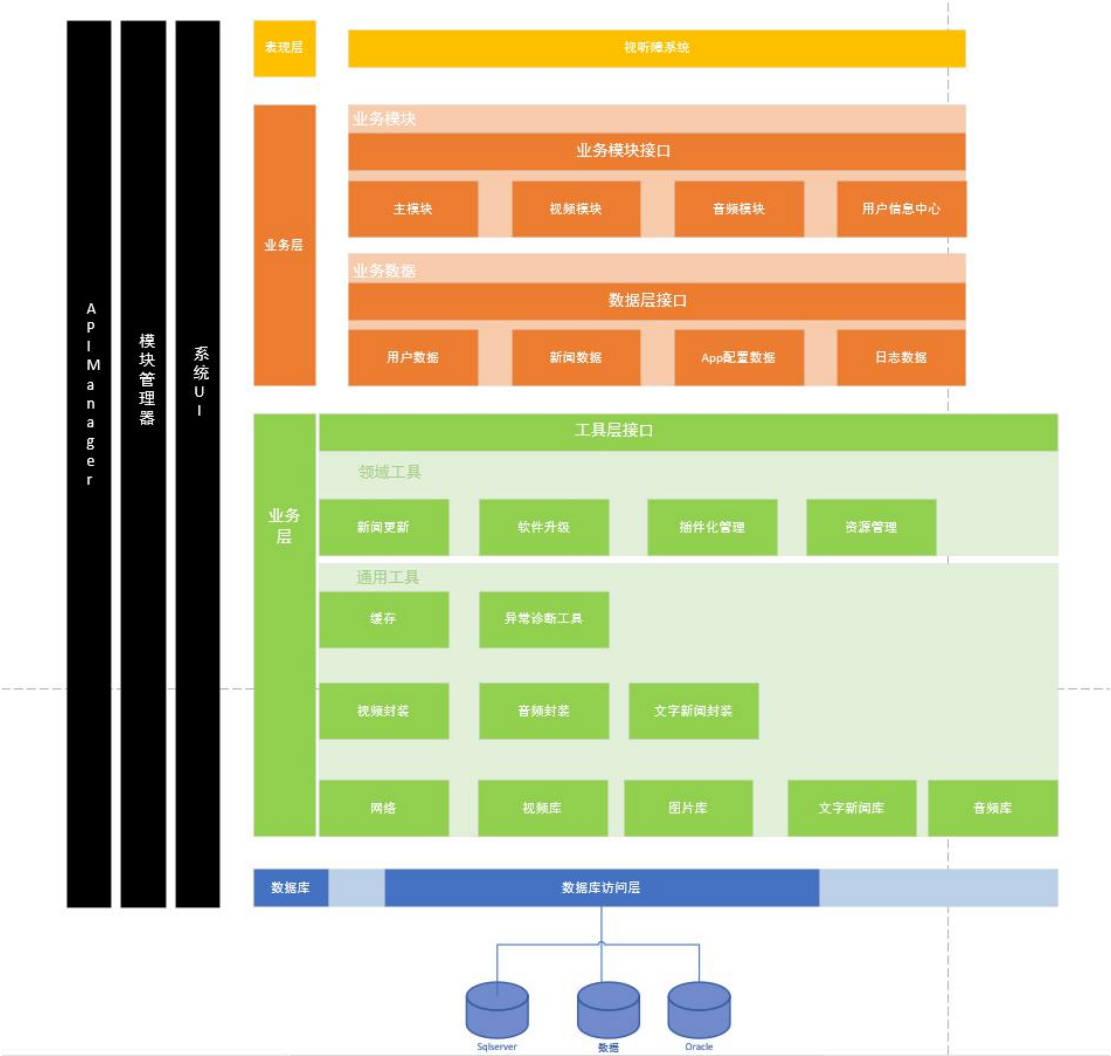 APIManager
模块管理器
系统UI
表现层
视听障系统
业务层
业务模块
业务模块接口
主模块
视频模块
音频模块
用户信息中心
业务数据
数据层接口
用户数据
新闻数据
App配置数据
日志数据
业务
层
工具层接口
领域工具
新闻更新
软件升级
插件化管理
资源管理
通用工具
缓存
异常诊断工具
视频封装
音频封装
文字新闻封装
网络
视频库
图片库
文字新闻库
音频库
数据库
数据库访问层
Sqlserver
数据
Oracle